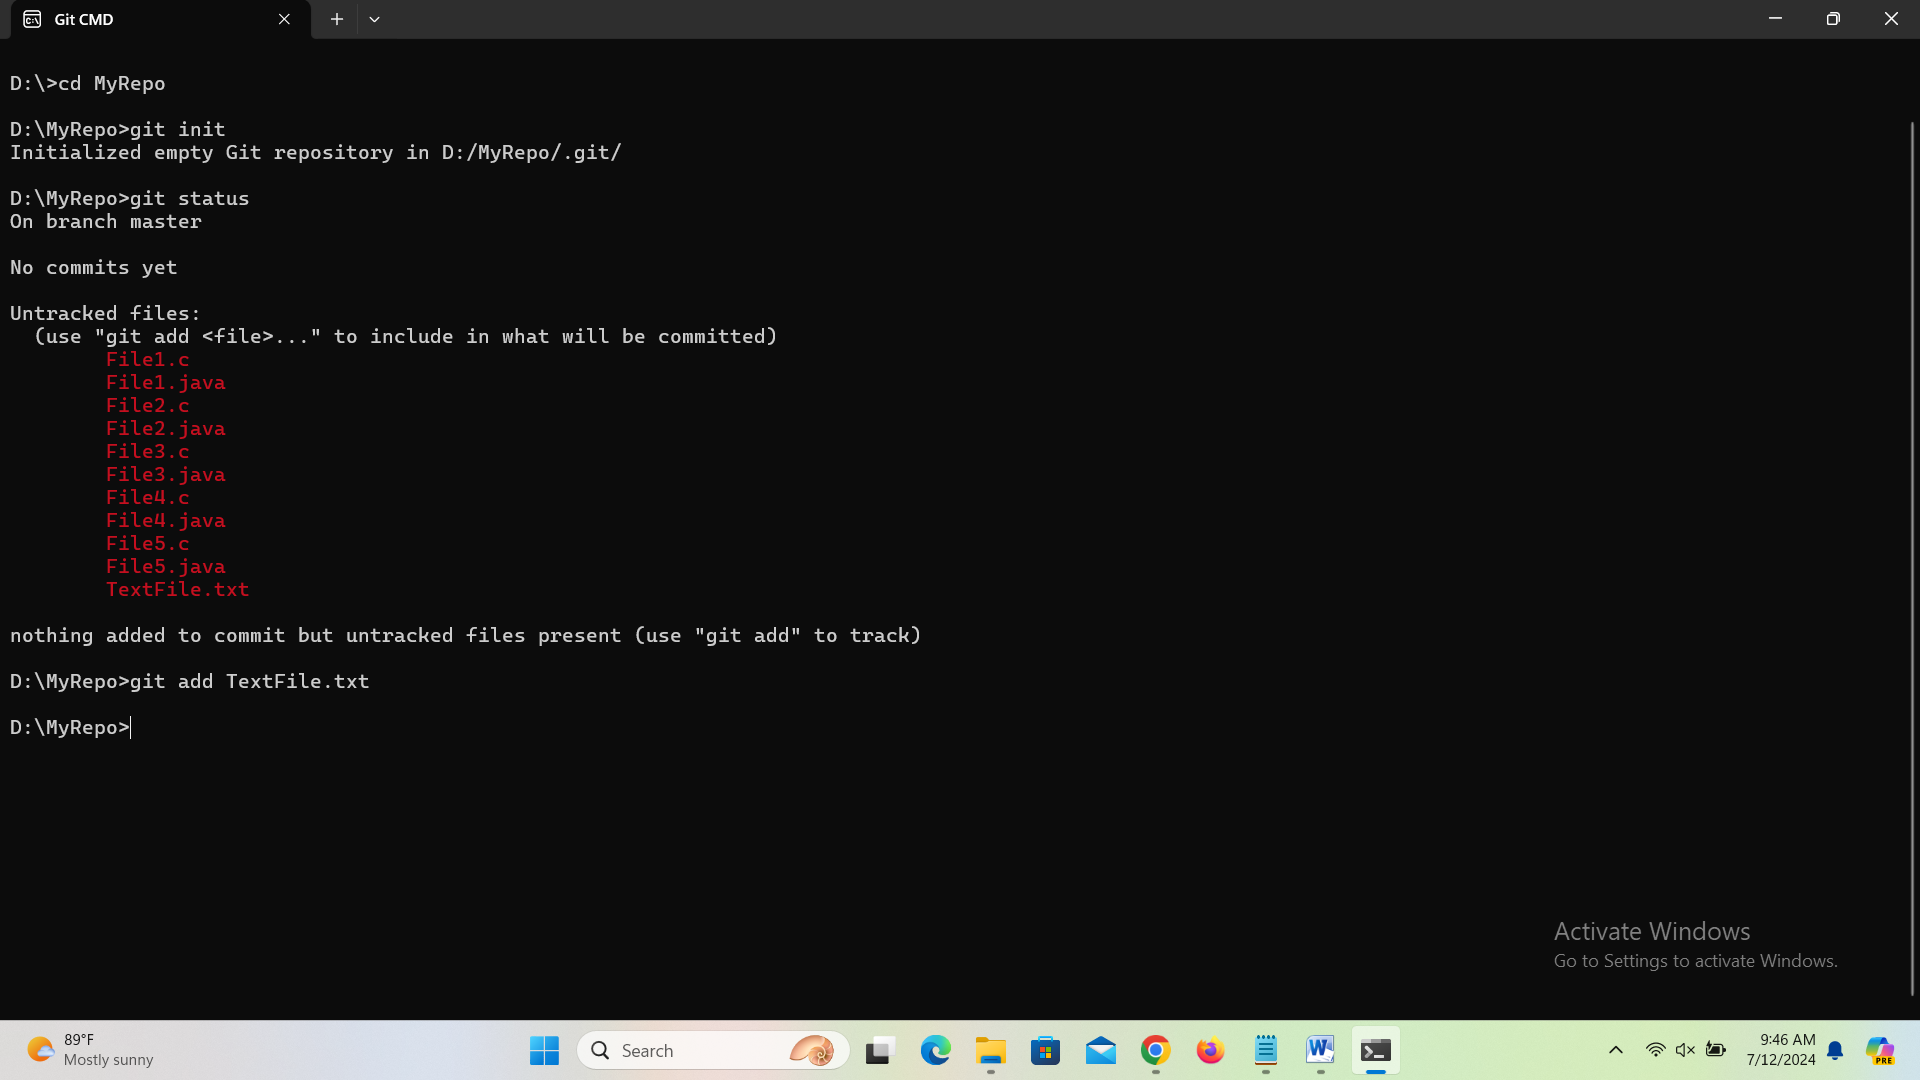 Git CMD
D:\>cd MyRepo
D:\MyRepo>git init
Initialized empty Git repository in D:/MyRepo/.git/
D:\MyRepo>git status
On branch master
No commits yet
Untracked files:
  (use "git add <file>..." to include in what will be committed)
        File1.c
        File1.java
        File2.c
        File2.java
        File3.c
        File3.java
        File4.c
        File4.java
        File5.c
        File5.java
        TextFile.txt
nothing added to commit but untracked files present (use "git add" to track)
D:\MyRepo>git add TextFile.txt
D:\MyRepo>
Activate Windows
Go to Settings to activate Windows.
89°F
Mostly sunny
Search
9:46 AM
7/12/2024
PRE